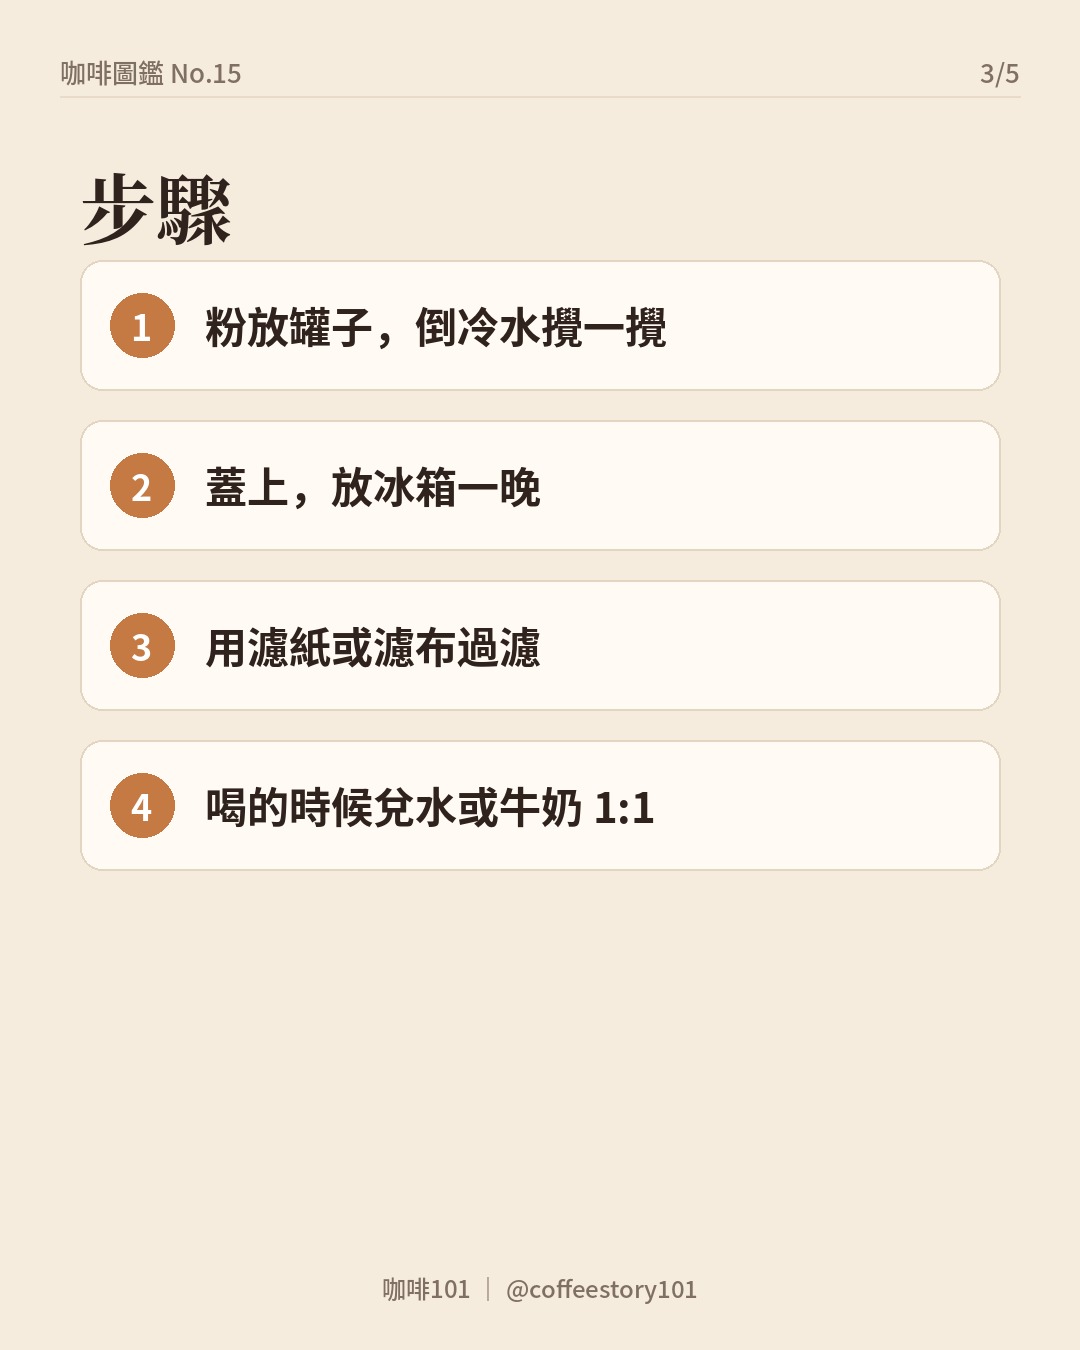 咖啡圖鑑 No.15
3/5
步驟
1 粉放罐子，倒冷水攪一攪
2 蓋上，放冰箱一晚
3 用濾紙或濾布過濾
4 喝的時候兌水或牛奶 1:1
咖啡101｜@coffeestory101